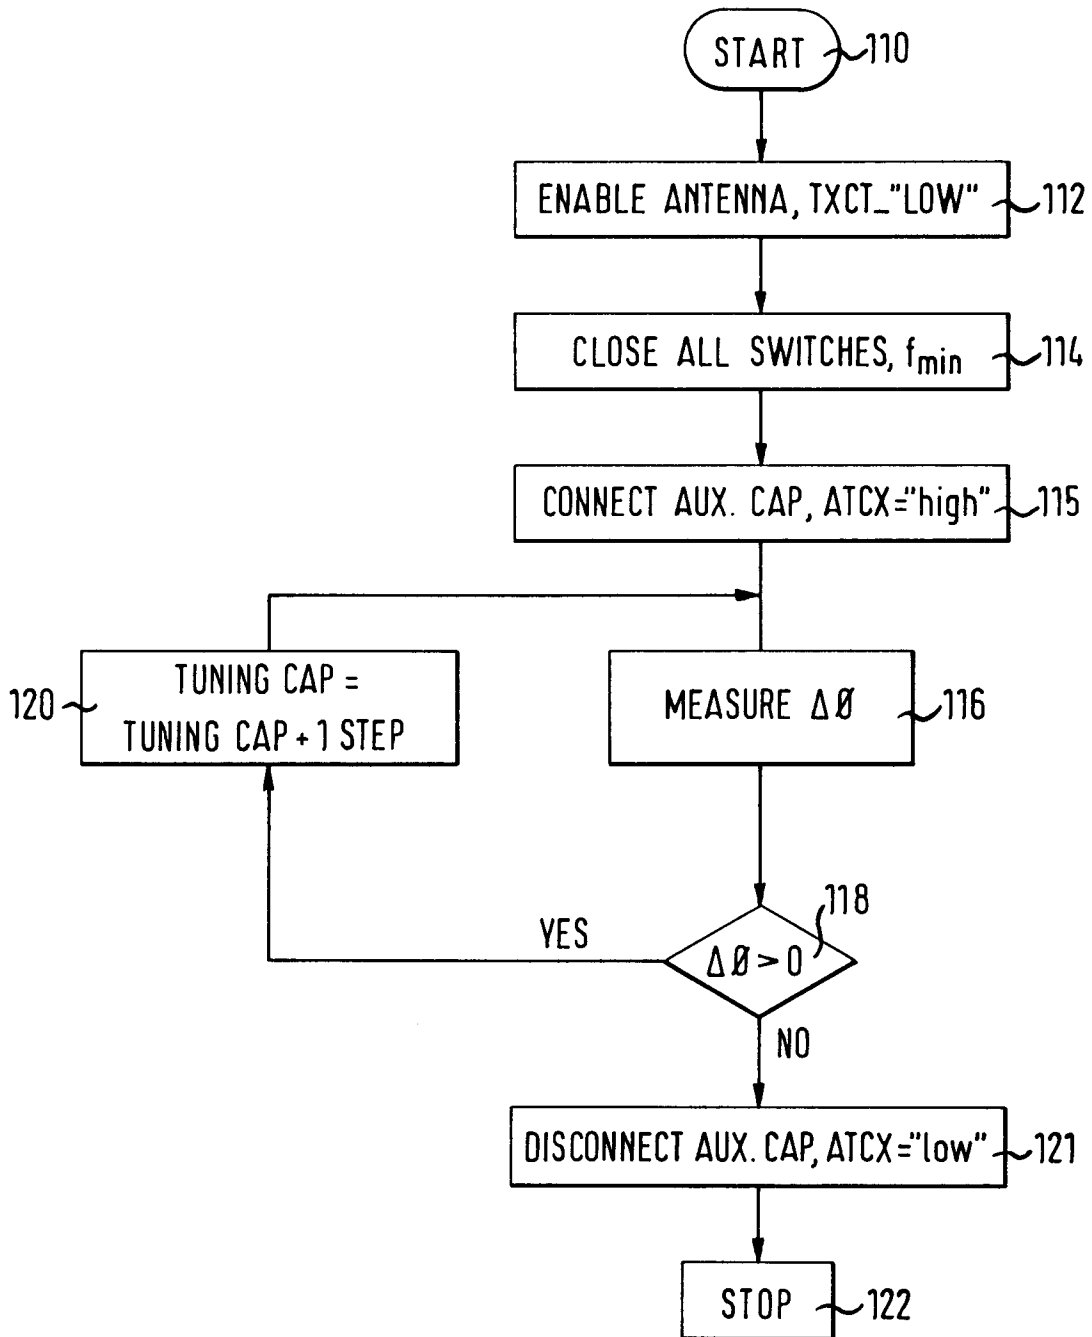 START
110
ENABLE ANTENNA, TXCT_"LOW"
112
CLOSE ALL SWITCHES, fmin
114
CONNECT AUX. CAP, ATCX="high"
115
TUNING CAP =
TUNING CAP + 1 STEP
120
MEASURE ΔØ
116
118
ΔØ > 0
YES
NO
DISCONNECT AUX. CAP, ATCX="low"
121
STOP
122